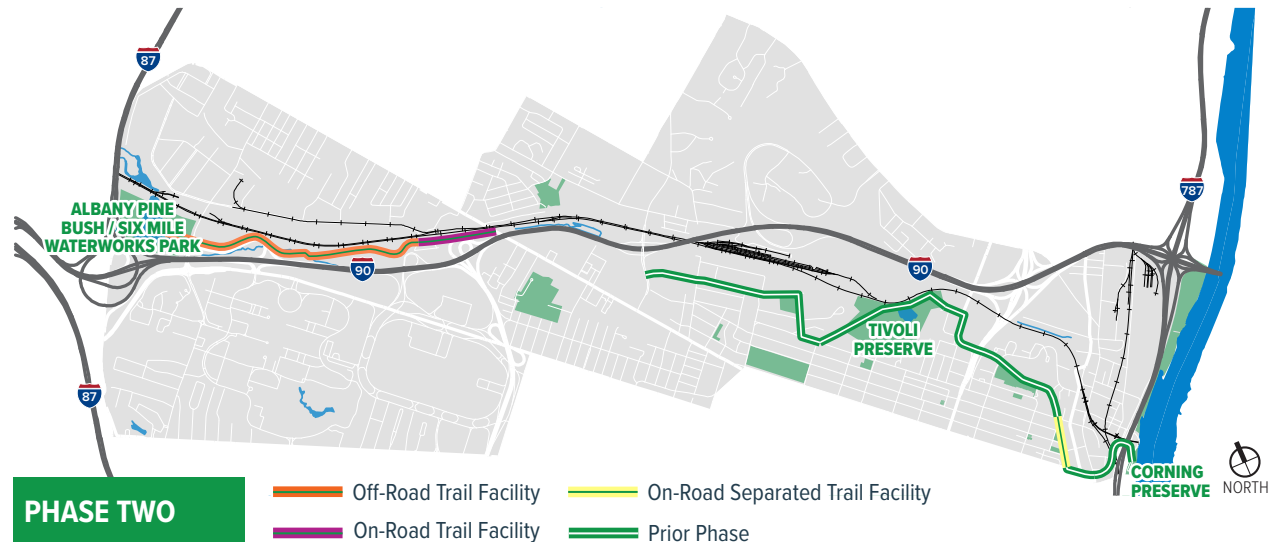 87
787
ALBANY PINE
BUSH / SIX MILE
WATERWORKS PARK
90
90
TIVOLI
PRESERVE
87
CORNING
PRESERVE
NORTH
PHASE TWO
Off-Road Trail Facility
On-Road Separated Trail Facility
On-Road Trail Facility
Prior Phase